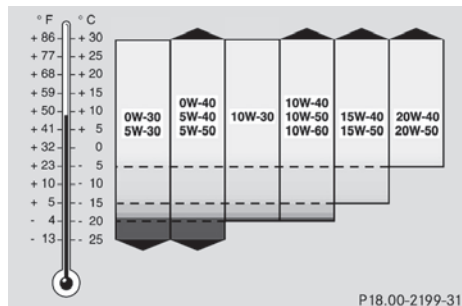 ° F ° C
+ 86 + 30
+ 77 + 25
+ 68 + 20
+ 59 + 15
+ 50 + 10
+ 41 + 5
+ 32 0
+ 23 - 5
+ 10 - 10
+ 5 - 15
- 4 - 20
- 13 - 25
0W-30
5W-30
0W-40
5W-40
5W-50
10W-30
10W-40
10W-50
10W-60
15W-40
15W-50
20W-40
20W-50
P18.00-2199-31